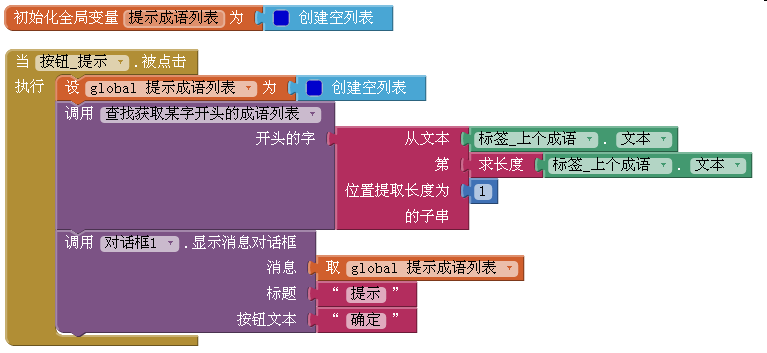 初始化全局变量 提示成语列表 为 创建空列表
当 按钮_提示 .被点击
执行 设 global 提示成语列表 为 创建空列表
调用 查找获取某字开头的成语列表
开头的字 从文本 标签_上个成语 . 文本
第 求长度 标签_上个成语 . 文本
位置提取长度为 1
的子串
调用 对话框1 .显示消息对话框
消息 取 global 提示成语列表
标题 “ 提示 ”
按钮文本 “ 确定 ”